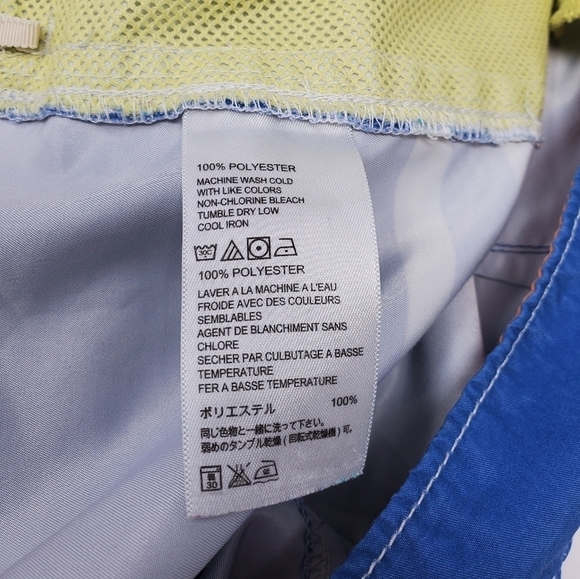 100% POLYESTER
MACHINE WASH COLD
WITH LIKE COLORS
NON-CHLORINE BLEACH
TUMBLE DRY LOW
COOL IRON
100% POLYESTER
LAVER A LA MACHINE A L'EAU
FROIDE AVEC DES COULEURS
SEMBLABLES
AGENT DE BLANCHIMENT SANS
CHLORE
SECHER PAR CULBUTAGE A BASSE
TEMPERATURE
FER A BASSE TEMPERATURE
ポリエステル 100%
同じ色物と一緒に洗って下さい。
弱めのタンブル乾燥(回転式乾燥機)可。
30